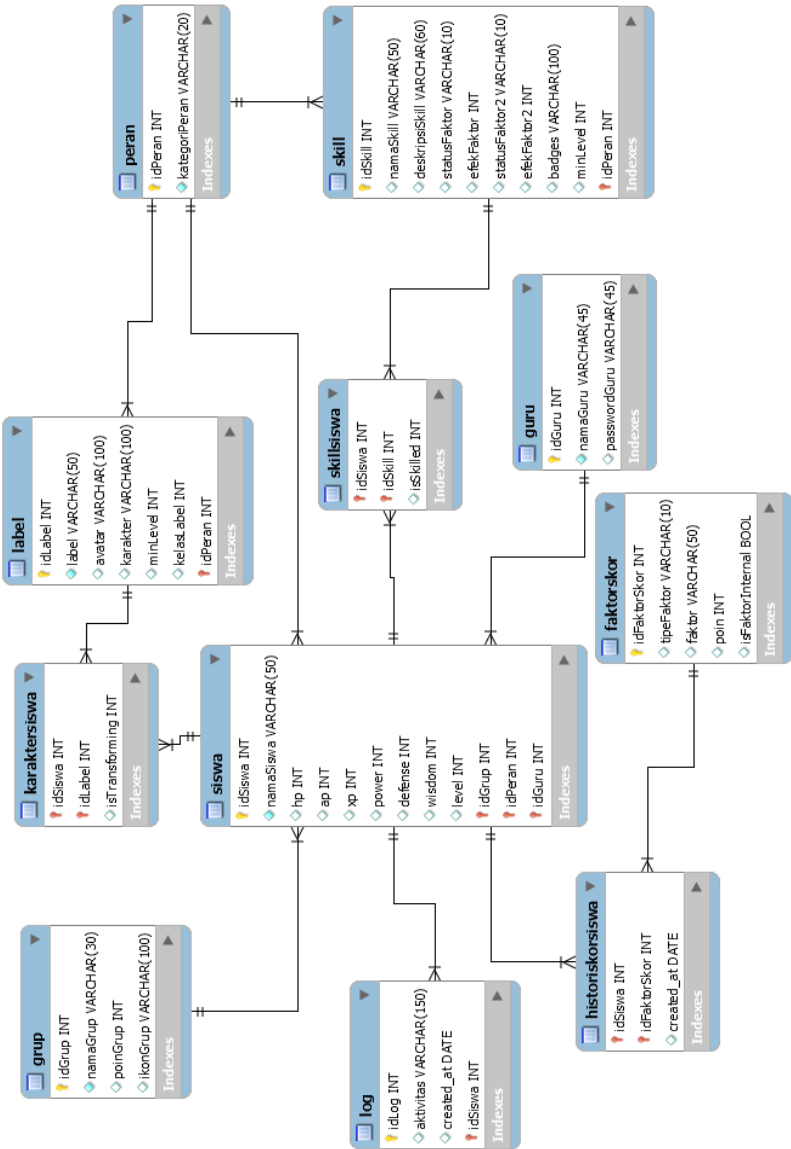 grup
idGrup INT
namaGrup VARCHAR(30)
poinGrup INT
ikonGrup VARCHAR(100)
Indexes
karaktersiswa
idSiswa INT
idLabel INT
isTransforming INT
Indexes
label
idLabel INT
label VARCHAR(50)
avatar VARCHAR(100)
karakter VARCHAR(100)
minLevel INT
kelasLabel INT
idPeran INT
Indexes
peran
idPeran INT
kategoriPeran VARCHAR(20)
Indexes
siswa
idSiswa INT
namaSiswa VARCHAR(50)
hp INT
ap INT
xp INT
power INT
defense INT
wisdom INT
level INT
idGrup INT
idPeran INT
idGuru INT
Indexes
skillsiswa
idSiswa INT
idSkill INT
isSkilled INT
Indexes
skill
idSkill INT
namaSkill VARCHAR(50)
deskripsiSkill VARCHAR(60)
statusFaktor VARCHAR(10)
efekFaktor INT
statusFaktor2 VARCHAR(10)
efekFaktor2 INT
badges VARCHAR(100)
minLevel INT
idPeran INT
Indexes
log
idLog INT
aktivitas VARCHAR(150)
created_at DATE
idSiswa INT
Indexes
historiskorsiswa
idSiswa INT
idFaktorSkor INT
created_at DATE
Indexes
faktorskor
idFaktorSkor INT
tipeFaktor VARCHAR(10)
faktor VARCHAR(50)
poin INT
isFaktorInternal BOOL
Indexes
guru
idGuru INT
namaGuru VARCHAR(45)
passwordGuru VARCHAR(45)
Indexes